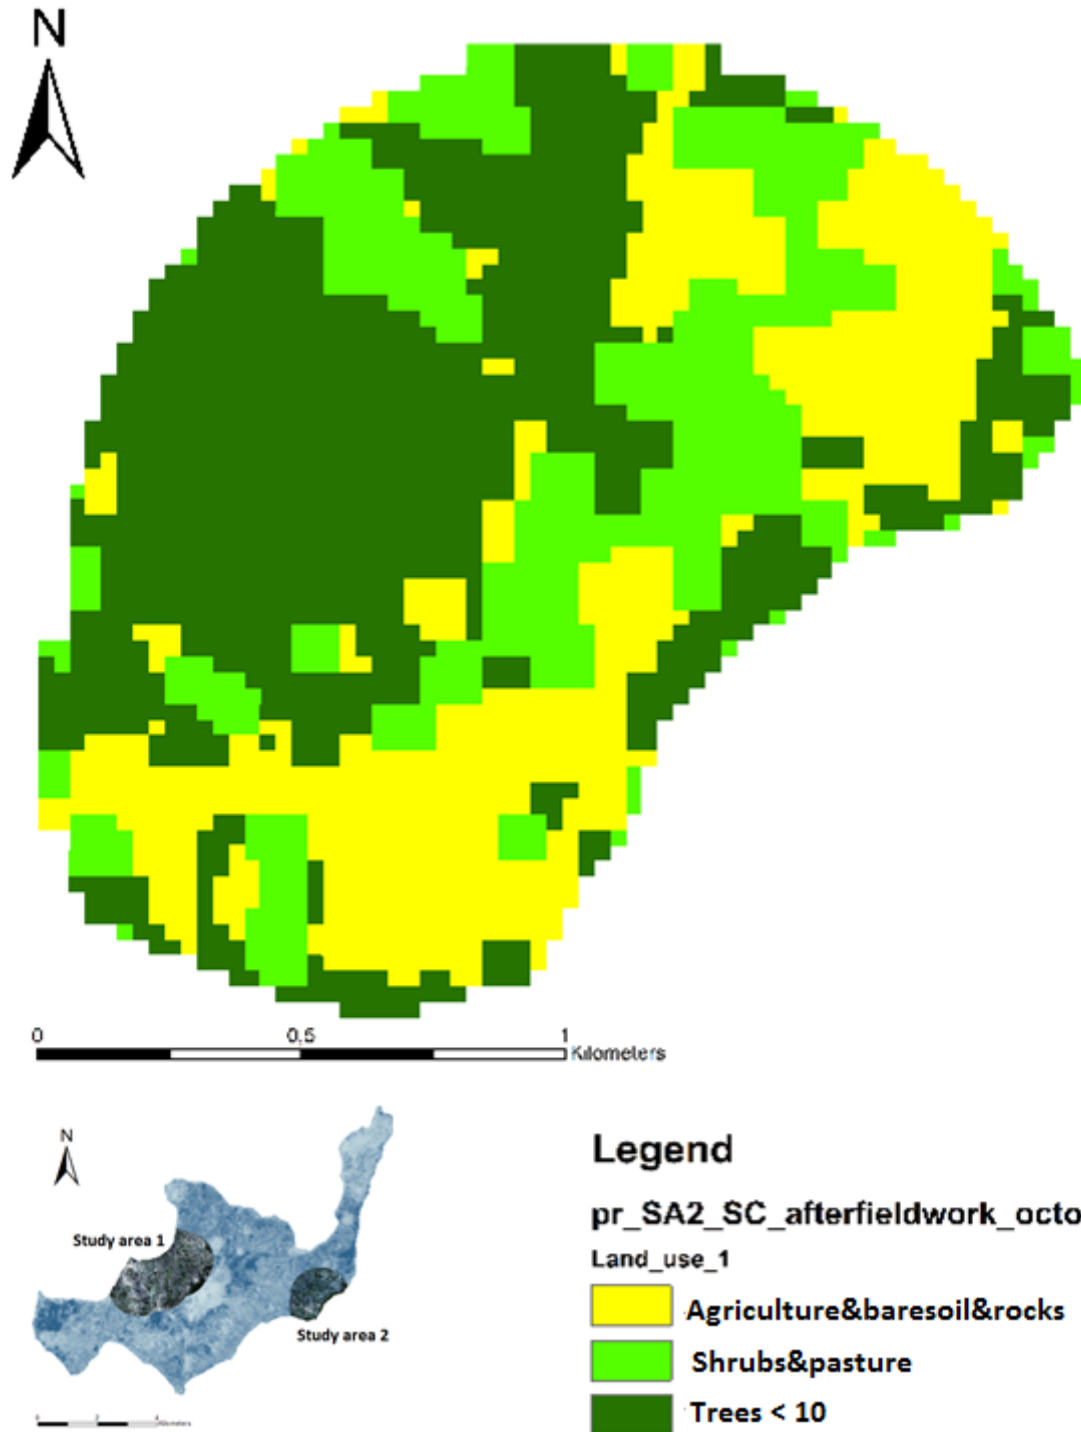 N
0 0,5 1
Kilometers
N
Study area 1
Study area 2
Legend
pr_SA2_SC_afterfieldwork_octo
Land_use_1
Agriculture&baresoil&rocks
Shrubs&pasture
Trees < 10